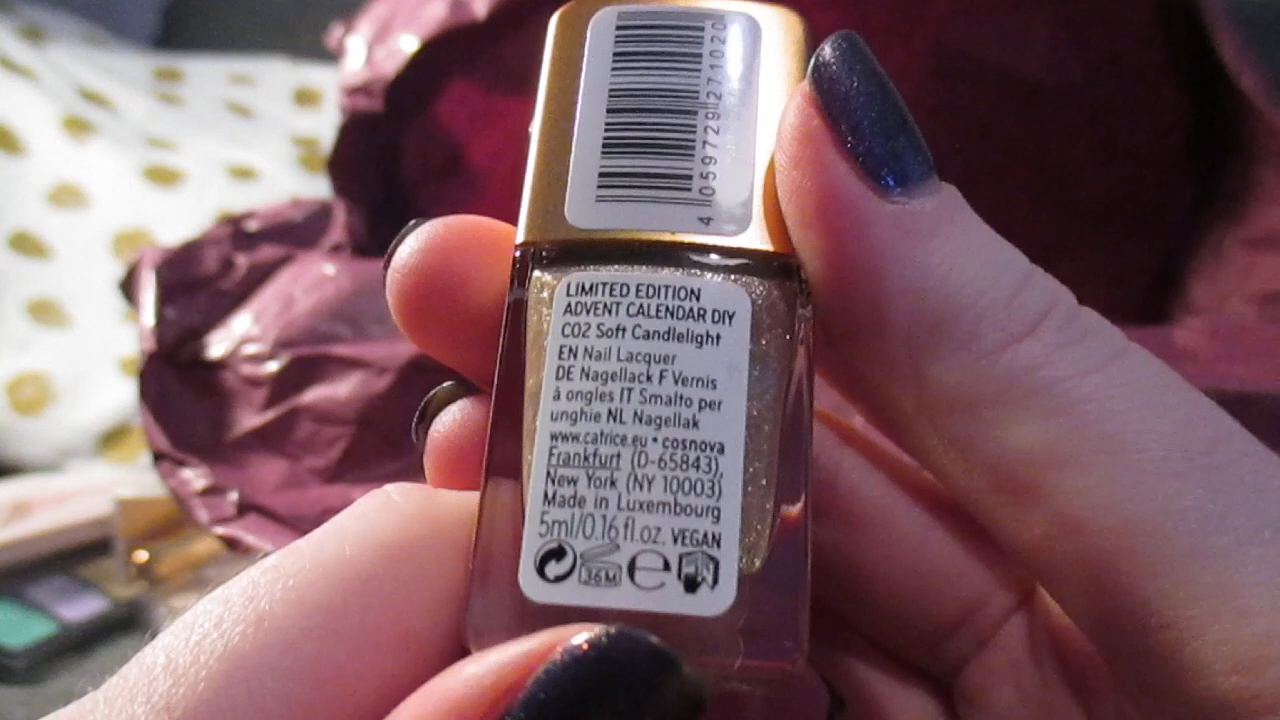 4 059729 271020
LIMITED EDITION
ADVENT CALENDAR DIY
C02 Soft Candlelight
EN Nail Lacquer
DE Nagellack F Vernis
à ongles IT Smalto per
unghie NL Nagellak
www.catrice.eu • cosnova
Frankfurt (D-65843),
New York (NY 10003)
Made in Luxembourg
5ml/0.16 fl.oz. VEGAN
36M e